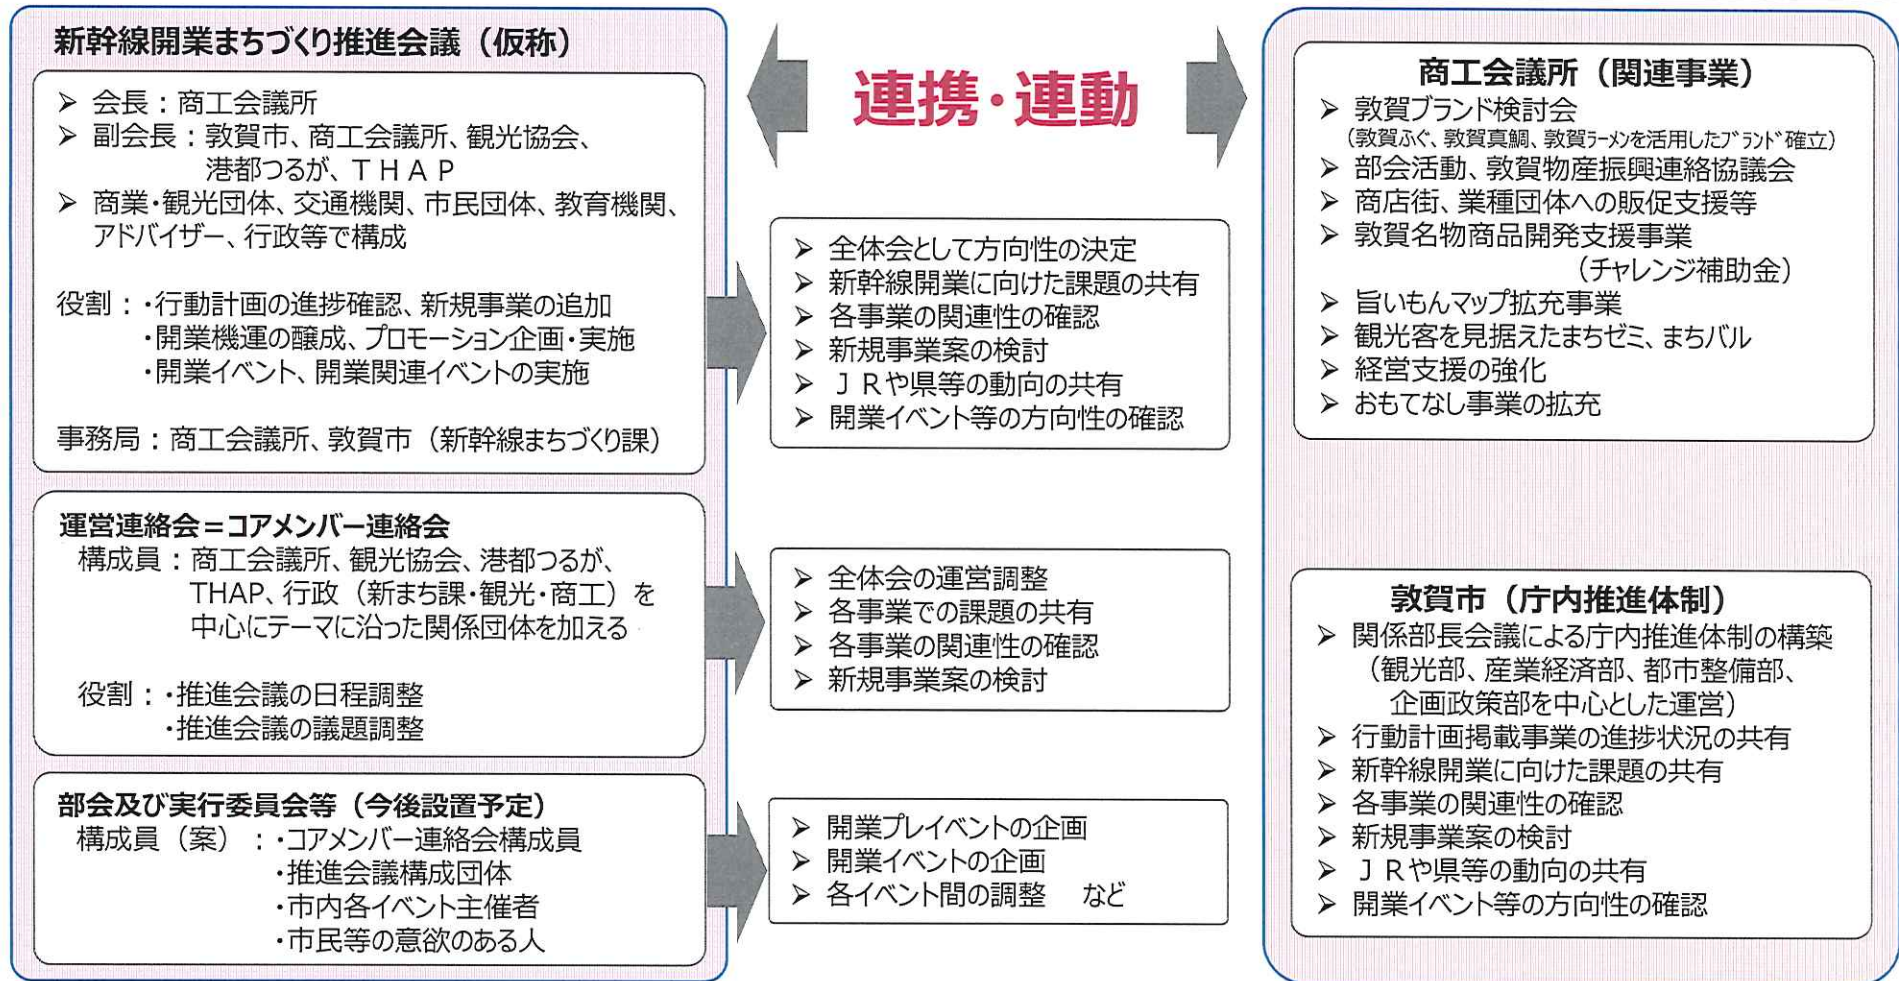 新幹線開業まちづくり推進会議（仮称）
➢ 会長：商工会議所
➢ 副会長：敦賀市、商工会議所、観光協会、
港都つるが、ＴＨＡＰ
➢ 商業・観光団体、交通機関、市民団体、教育機関、
アドバイザー、行政等で構成
役割：・行動計画の進捗確認、新規事業の追加
・開業機運の醸成、プロモーション企画・実施
・開業イベント、開業関連イベントの実施
事務局：商工会議所、敦賀市（新幹線まちづくり課）
運営連絡会＝コアメンバー連絡会
構成員：商工会議所、観光協会、港都つるが、
THAP、行政（新まち課・観光・商工）を
中心にテーマに沿った関係団体を加える
役割：・推進会議の日程調整
・推進会議の議題調整
部会及び実行委員会等（今後設置予定）
構成員（案）：・コアメンバー連絡会構成員
・推進会議構成団体
・市内各イベント主催者
・市民等の意欲のある人
連携・連動
➢ 全体会として方向性の決定
➢ 新幹線開業に向けた課題の共有
➢ 各事業の関連性の確認
➢ 新規事業案の検討
➢ ＪＲや県等の動向の共有
➢ 開業イベント等の方向性の確認
➢ 全体会の運営調整
➢ 各事業での課題の共有
➢ 各事業の関連性の確認
➢ 新規事業案の検討
➢ 開業プレイベントの企画
➢ 開業イベントの企画
➢ 各イベント間の調整　など
商工会議所（関連事業）
➢ 敦賀ブランド検討会
（敦賀ふぐ、敦賀真鯛、敦賀ﾗｰﾒﾝを活用したﾌﾞﾗﾝﾄﾞ確立）
➢ 部会活動、敦賀物産振興連絡協議会
➢ 商店街、業種団体への販促支援等
➢ 敦賀名物商品開発支援事業
（チャレンジ補助金）
➢ 旨いもんマップ拡充事業
➢ 観光客を見据えたまちゼミ、まちバル
➢ 経営支援の強化
➢ おもてなし事業の拡充
敦賀市（庁内推進体制）
➢ 関係部長会議による庁内推進体制の構築
（観光部、産業経済部、都市整備部、
企画政策部を中心とした運営）
➢ 行動計画掲載事業の進捗状況の共有
➢ 新幹線開業に向けた課題の共有
➢ 各事業の関連性の確認
➢ 新規事業案の検討
➢ ＪＲや県等の動向の共有
➢ 開業イベント等の方向性の確認